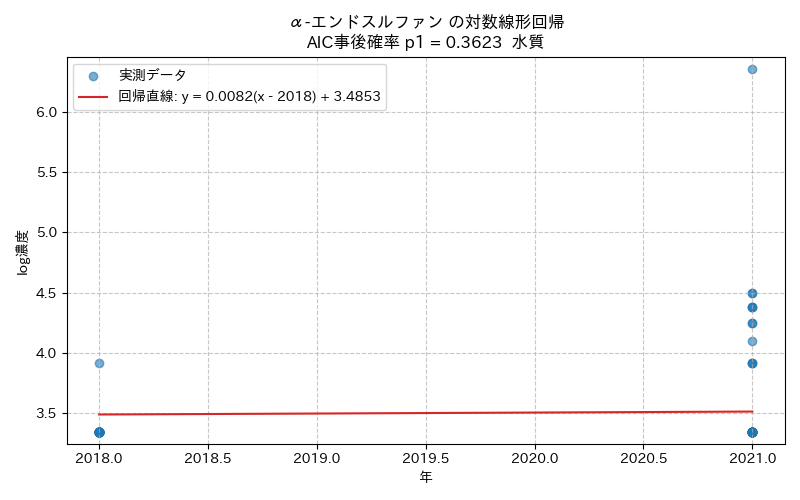 α-エンドスルファン の対数線形回帰
AIC事後確率 p1 = 0.3623 水質
実測データ
回帰直線: y = 0.0082(x - 2018) + 3.4853
log濃度
6.0
5.5
5.0
4.5
4.0
3.5
2018.0 2018.5 2019.0 2019.5 2020.0 2020.5 2021.0
年